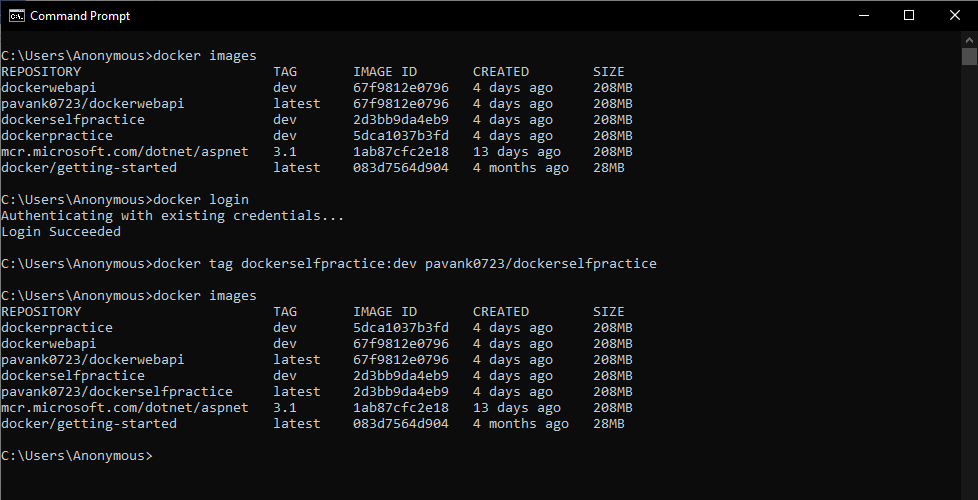 Command Prompt
C:\Users\Anonymous>docker images
REPOSITORY                        TAG       IMAGE ID       CREATED        SIZE
dockerwebapi                      dev       67f9812e0796   4 days ago     208MB
pavank0723/dockerwebapi           latest    67f9812e0796   4 days ago     208MB
dockerselfpractice                dev       2d3bb9da4eb9   4 days ago     208MB
dockerpractice                    dev       5dca1037b3fd   4 days ago     208MB
mcr.microsoft.com/dotnet/aspnet   3.1       1ab87cfc2e18   13 days ago    208MB
docker/getting-started            latest    083d7564d904   4 months ago   28MB
C:\Users\Anonymous>docker login
Authenticating with existing credentials...
Login Succeeded
C:\Users\Anonymous>docker tag dockerselfpractice:dev pavank0723/dockerselfpractice
C:\Users\Anonymous>docker images
REPOSITORY                        TAG       IMAGE ID       CREATED        SIZE
dockerpractice                    dev       5dca1037b3fd   4 days ago     208MB
dockerwebapi                      dev       67f9812e0796   4 days ago     208MB
pavank0723/dockerwebapi           latest    67f9812e0796   4 days ago     208MB
dockerselfpractice                dev       2d3bb9da4eb9   4 days ago     208MB
pavank0723/dockerselfpractice     latest    2d3bb9da4eb9   4 days ago     208MB
mcr.microsoft.com/dotnet/aspnet   3.1       1ab87cfc2e18   13 days ago    208MB
docker/getting-started            latest    083d7564d904   4 months ago   28MB
C:\Users\Anonymous>